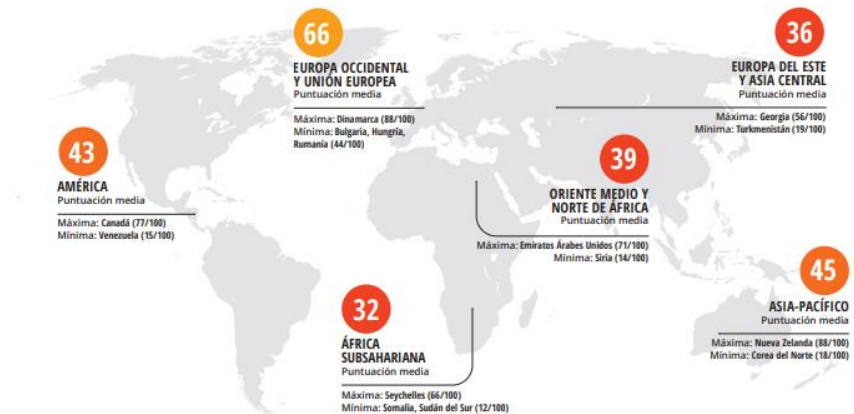 66
EUROPA OCCIDENTAL
Y UNIÓN EUROPEA
Puntuación media
Máxima: Dinamarca (88/100)
Mínima: Bulgaria, Hungría,
Rumanía (44/100)
36
EUROPA DEL ESTE
Y ASIA CENTRAL
Puntuación media
Máxima: Georgia (56/100)
Mínima: Turkmenistán (19/100)
43
AMÉRICA
Puntuación media
Máxima: Canadá (77/100)
Mínima: Venezuela (15/100)
39
ORIENTE MEDIO Y
NORTE DE ÁFRICA
Puntuación media
Máxima: Emiratos Árabes Unidos (71/100)
Mínima: Siria (14/100)
32
ÁFRICA
SUBSAHARIANA
Puntuación media
Máxima: Seychelles (66/100)
Mínima: Somalia, Sudán del Sur (12/100)
45
ASIA-PACÍFICO
Puntuación media
Máxima: Nueva Zelanda (88/100)
Mínima: Corea del Norte (18/100)